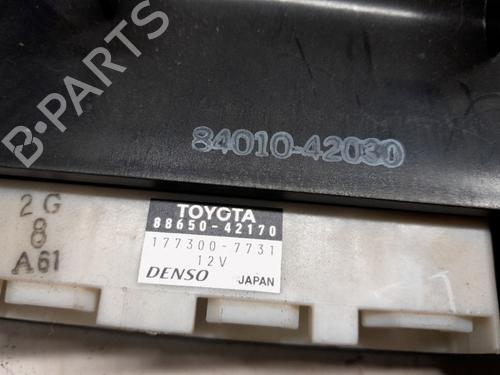 84010-42030
2G
8
A61
TOYOTA
88650-42170
177300-7731
12V
DENSO JAPAN
B-PARTS